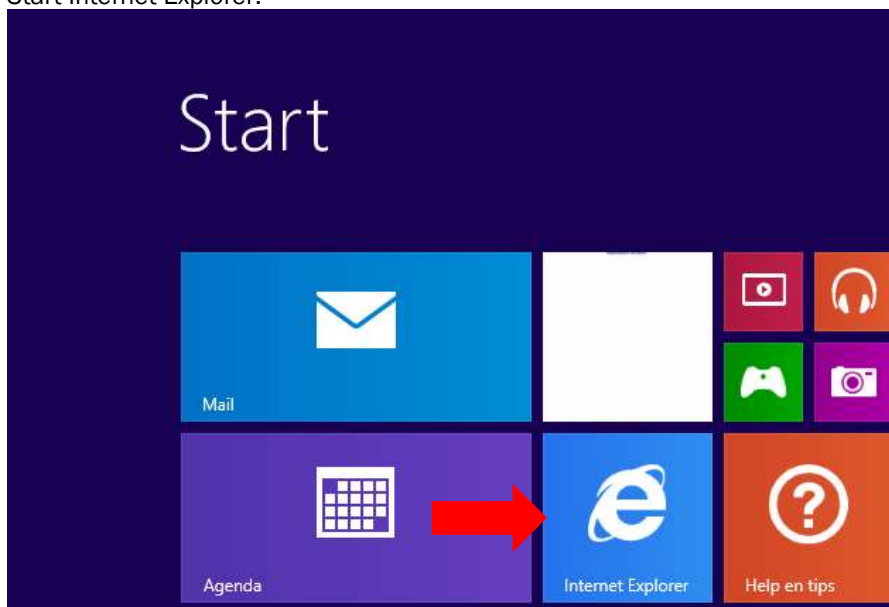 Start Internet Explorer.
Start
Mail
Agenda
Internet Explorer
Help en tips